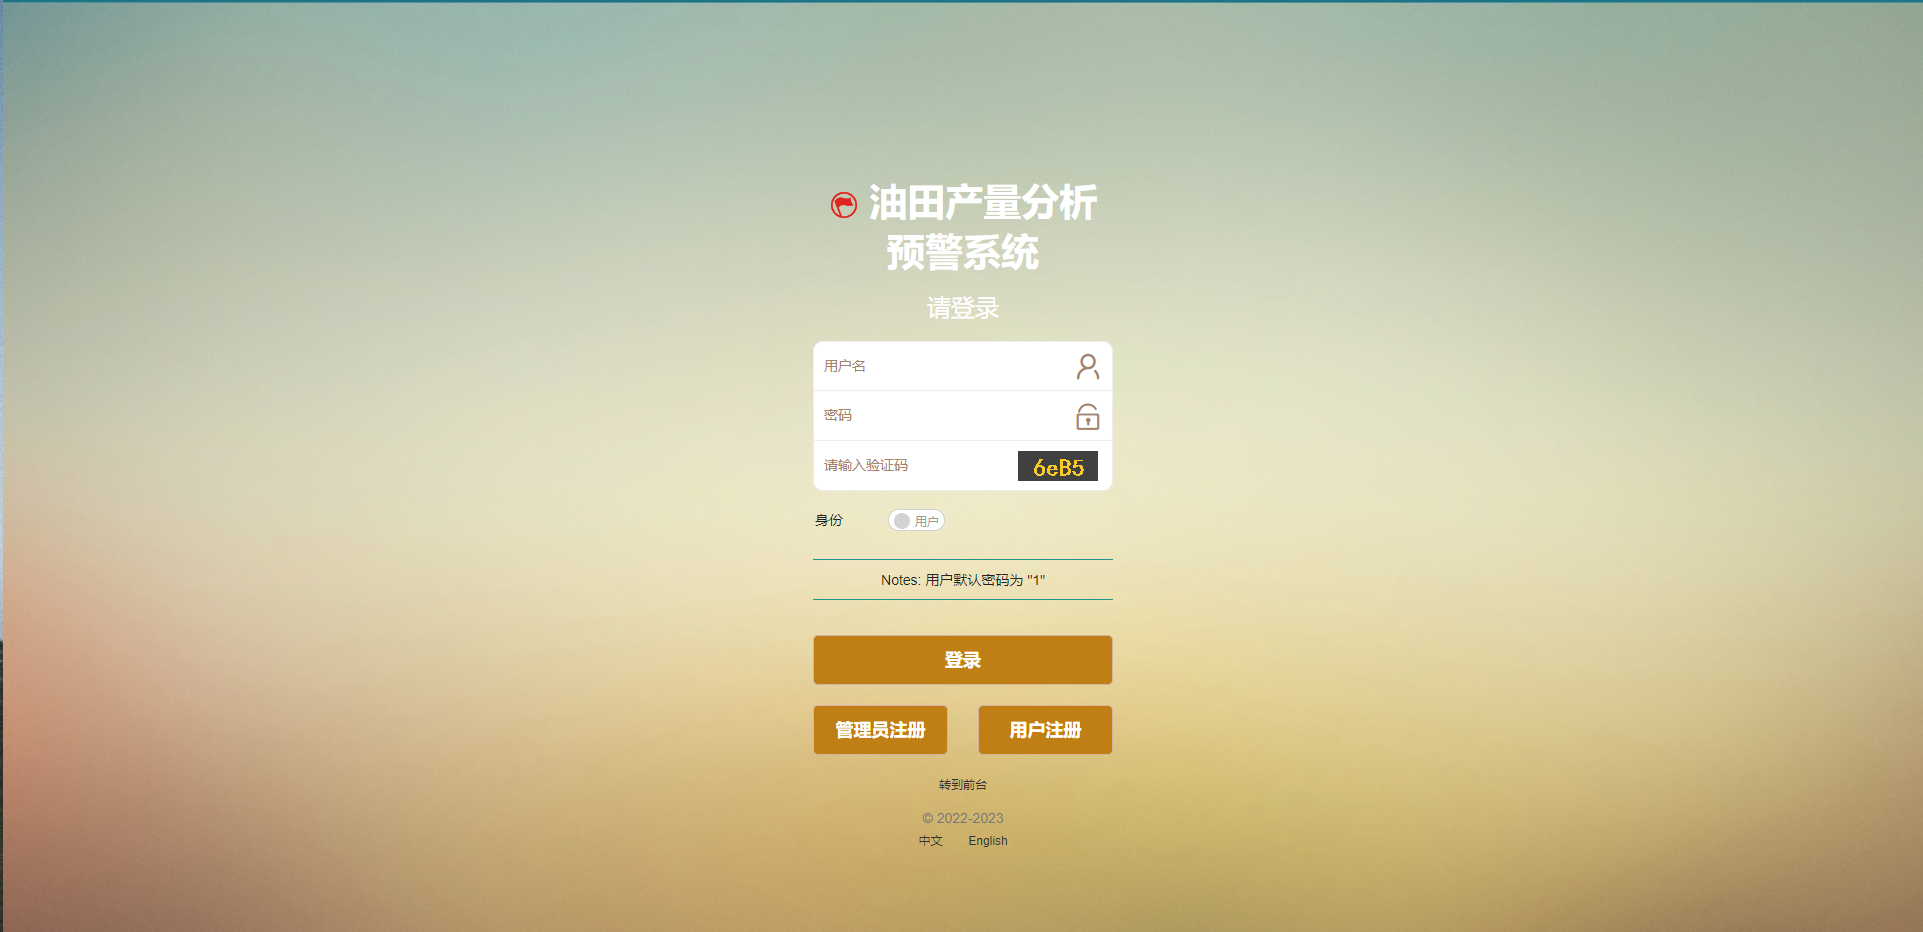 油田产量分析
预警系统
请登录
用户名
密码
请输入验证码 6eB5
身份 用户
Notes: 用户默认密码为 "1"
登录
管理员注册 用户注册
转到前台
© 2022-2023
中文 English